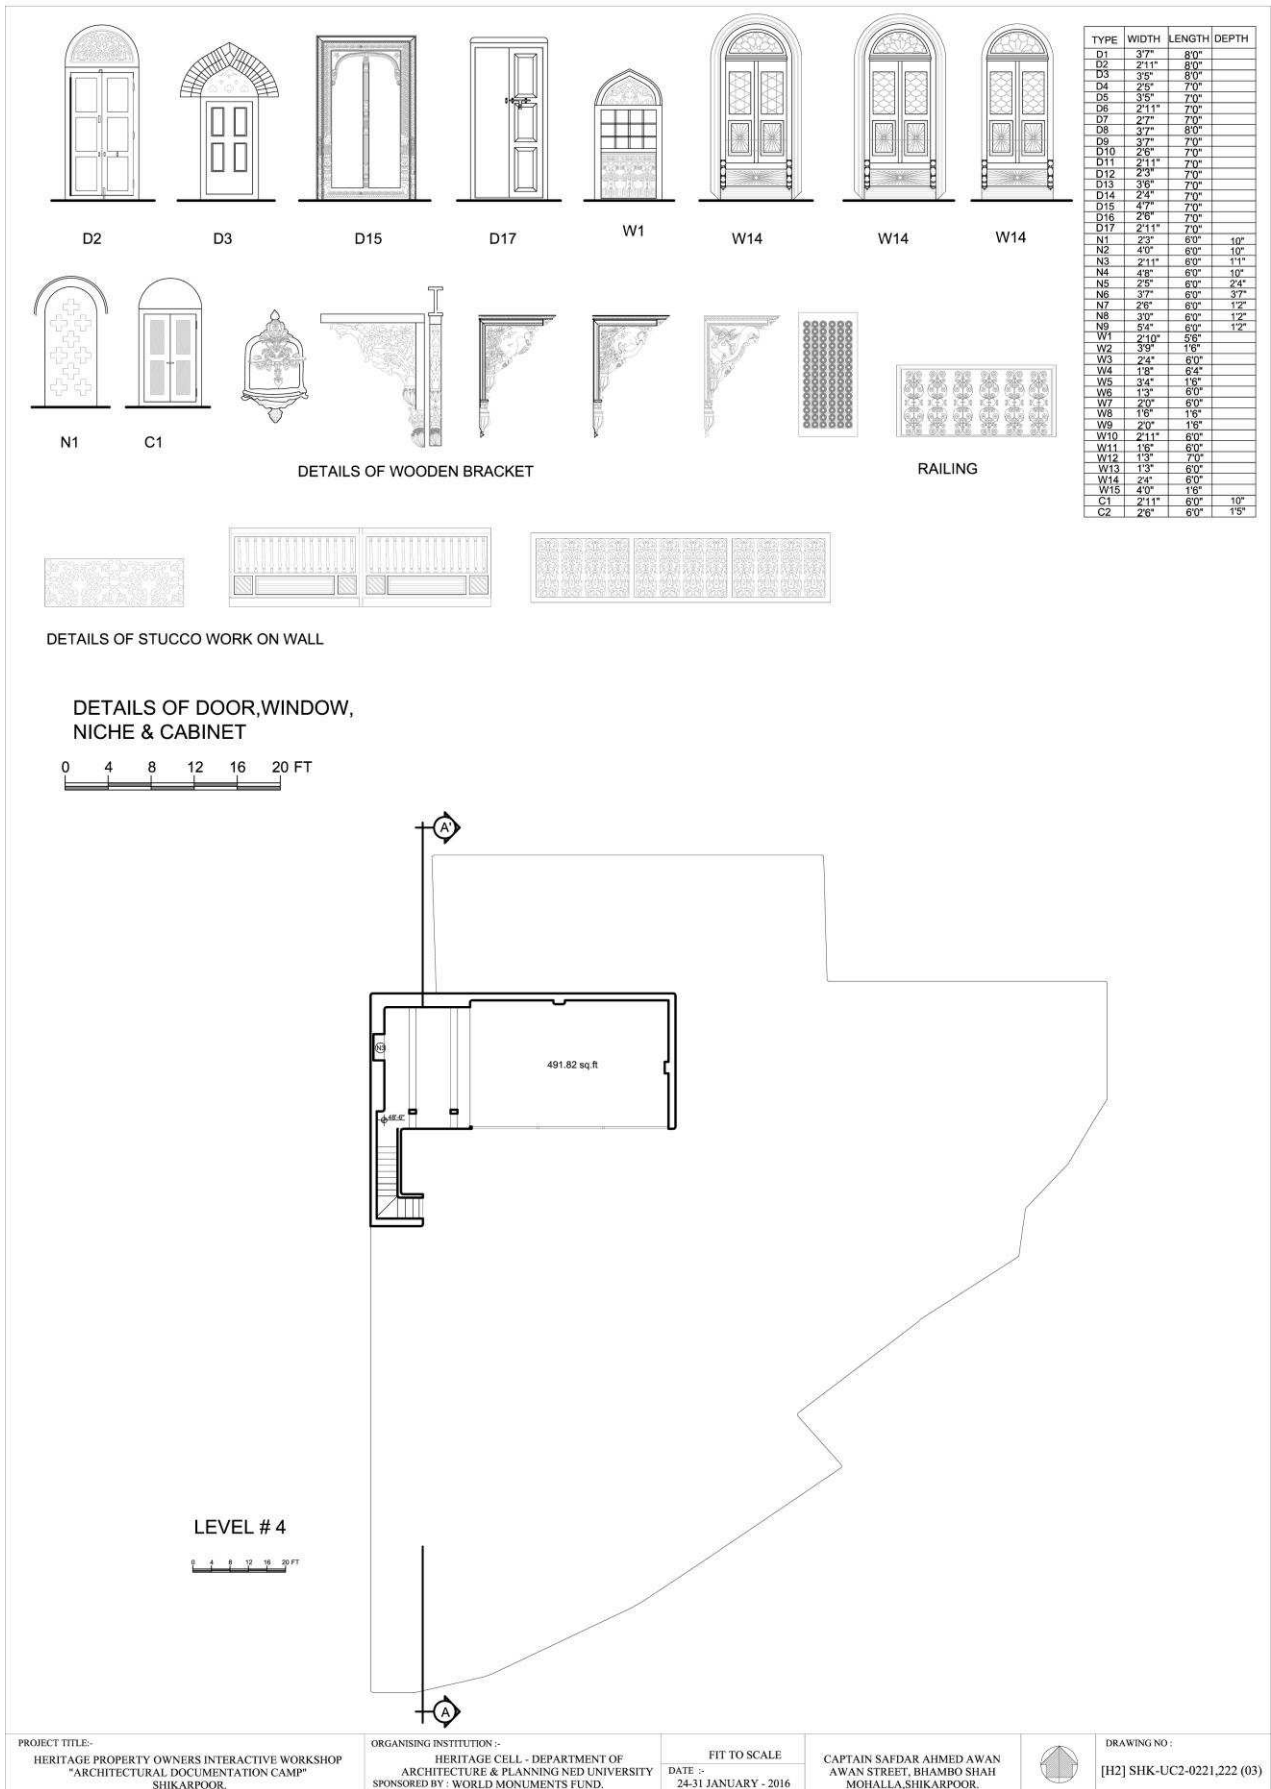 D2 D3 D15 D17 W1 W14 W14 W14
N1 C1
DETAILS OF WOODEN BRACKET
RAILING
TYPE WIDTH LENGTH DEPTH
D1 3'7" 8'0"
D2 2'11" 8'0"
D3 3'5" 8'0"
D4 2'5" 7'0"
D5 3'5" 7'0"
D6 2'11" 7'0"
D7 2'7" 7'0"
D8 3'7" 8'0"
D9 3'7" 7'0"
D10 2'6" 7'0"
D11 2'11" 7'0"
D12 2'3" 7'0"
D13 3'6" 7'0"
D14 2'4" 7'0"
D15 4'7" 7'0"
D16 2'6" 7'0"
D17 2'11" 7'0"
N1 2'3" 6'0" 10"
N2 4'0" 6'0" 10"
N3 2'11" 6'0" 1'1"
N4 4'8" 6'0" 10"
N5 2'5" 6'0" 2'4"
N6 3'7" 6'0" 3'7"
N7 2'6" 6'0" 1'2"
N8 3'0" 6'0" 1'2"
N9 5'4" 6'0" 1'2"
W1 2'10" 5'6"
W2 3'9" 1'6"
W3 2'4" 6'0"
W4 1'8" 6'4"
W5 3'4" 1'6"
W6 1'3" 6'0"
W7 2'0" 6'0"
W8 1'6" 1'6"
W9 2'0" 1'6"
W10 2'11" 6'0"
W11 1'6" 6'0"
W12 1'3" 7'0"
W13 1'3" 6'0"
W14 2'4" 6'0"
W15 4'0" 1'6"
C1 2'11" 6'0" 10"
C2 2'6" 6'0" 1'5"
DETAILS OF STUCCO WORK ON WALL
DETAILS OF DOOR,WINDOW,
NICHE & CABINET
0 4 8 12 16 20 FT
A'
N3
491.82 sq.ft
LEVEL # 4
0 4 8 12 16 20 FT
A
PROJECT TITLE:-
HERITAGE PROPERTY OWNERS INTERACTIVE WORKSHOP
"ARCHITECTURAL DOCUMENTATION CAMP"
SHIKARPOOR.
ORGANISING INSTITUTION :-
HERITAGE CELL - DEPARTMENT OF
ARCHITECTURE & PLANNING NED UNIVERSITY
SPONSORED BY : WORLD MONUMENTS FUND.
FIT TO SCALE
DATE :-
24-31 JANUARY - 2016
CAPTAIN SAFDAR AHMED AWAN
AWAN STREET, BHAMBO SHAH
MOHALLA,SHIKARPOOR.
DRAWING NO :
[H2] SHK-UC2-0221,222 (03)